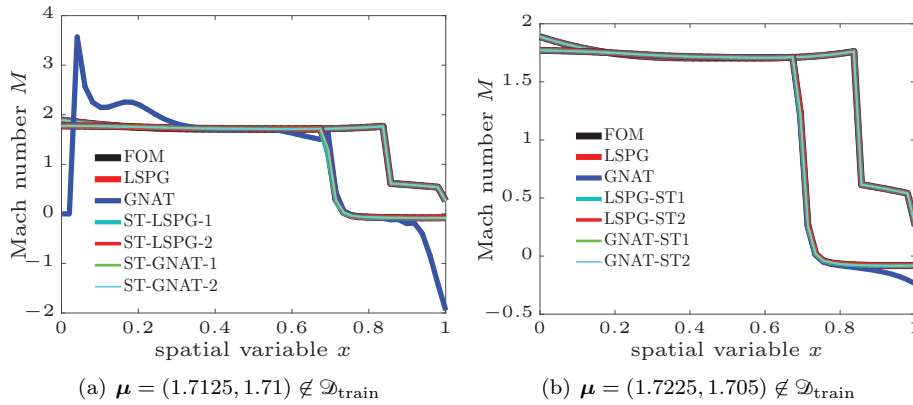 4
3
2
1
0
−1
−2
Mach number M
FOM
LSPG
GNAT
ST-LSPG-1
ST-LSPG-2
ST-GNAT-1
ST-GNAT-2
0 0.2 0.4 0.6 0.8 1
spatial variable x
(a) μ = (1.7125, 1.71) ∉ 𝒟train
2
1.5
1
0.5
0
−0.5
Mach number M
FOM
LSPG
GNAT
LSPG-ST1
LSPG-ST2
GNAT-ST1
GNAT-ST2
0 0.2 0.4 0.6 0.8 1
spatial variable x
(b) μ = (1.7225, 1.705) ∉ 𝒟train